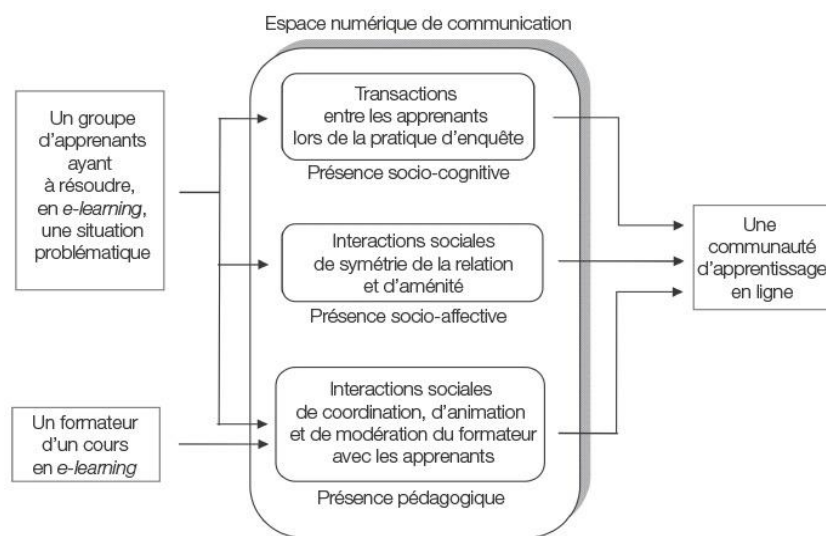 Espace numérique de communication
Un groupe
d'apprenants
ayant
à résoudre,
en e-learning,
une situation
problématique
Un formateur
d'un cours
en e-learning
Transactions
entre les apprenants
lors de la pratique d'enquête
Présence socio-cognitive
Interactions sociales
de symétrie de la relation
et d'aménité
Présence socio-affective
Interactions sociales
de coordination, d'animation
et de modération du formateur
avec les apprenants
Présence pédagogique
Une
communauté
d'apprentissage
en ligne